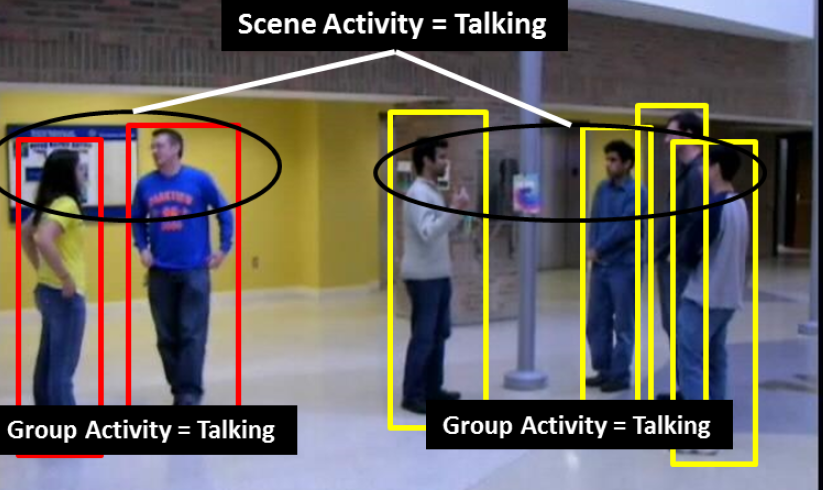 Scene Activity = Talking
Group Activity = Talking
Group Activity = Talking